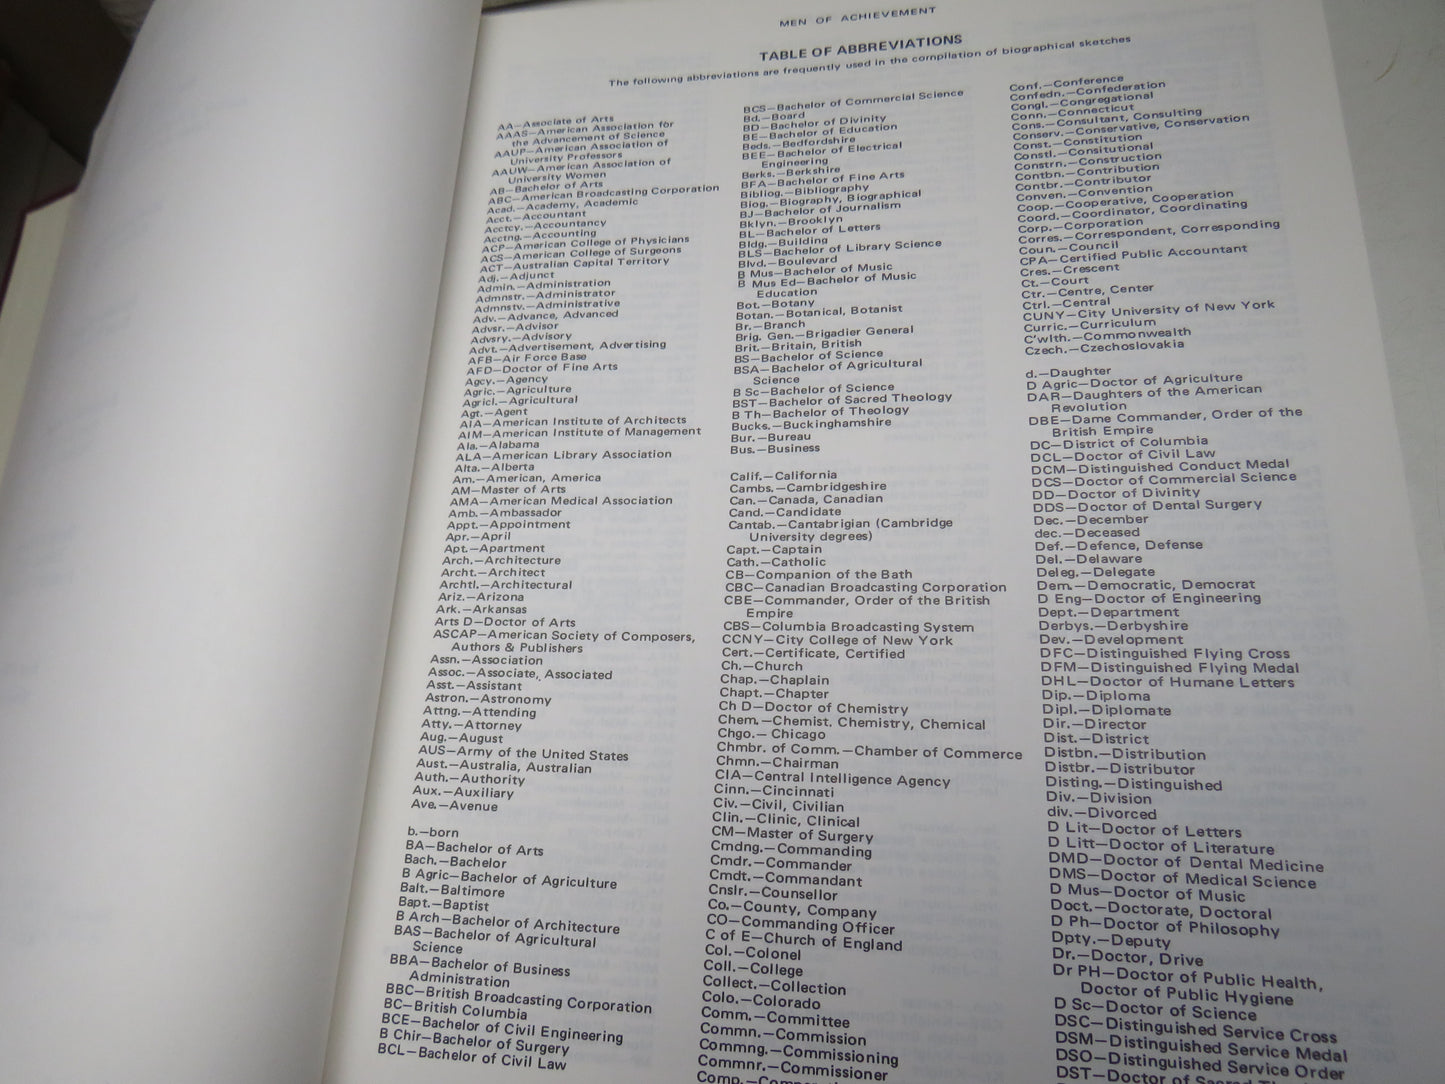 MEN OF ACHIEVEMENT
TABLE OF ABBREVIATIONS
The following abbreviations are frequently used in the compilation of biographical sketches
AA—Associate of Arts
AAAS—American Association for
the Advancement of Science
AAUP—American Association of
University Professors
AAUW—American Association of
University Women
AB—Bachelor of Arts
ABC—American Broadcasting Corporation
Acad.—Academy, Academic
Acct.—Accountant
Acctcy.—Accountancy
Acctng.—Accounting
ACP—American College of Physicians
ACS—American College of Surgeons
ACT—Australian Capital Territory
Adj.—Adjunct
Admin.—Administration
Admnstr.—Administrator
Admnstv.—Administrative
Adv.—Advance, Advanced
Advsr.—Advisor
Advsry.—Advisory
Advt.—Advertisement, Advertising
AFB—Air Force Base
AFD—Doctor of Fine Arts
Agcy.—Agency
Agric.—Agriculture
Agricl.—Agricultural
Agt.—Agent
AIA—American Institute of Architects
AIM—American Institute of Management
Ala.—Alabama
ALA—American Library Association
Alta.—Alberta
Am.—American, America
AM—Master of Arts
AMA—American Medical Association
Amb.—Ambassador
Appt.—Appointment
Apr.—April
Apt.—Apartment
Arch.—Architecture
Archt.—Architect
Archtl.—Architectural
Ariz.—Arizona
Ark.—Arkansas
Arts D—Doctor of Arts
ASCAP—American Society of Composers,
Authors & Publishers
Assn.—Association
Assoc.—Associate, Associated
Asst.—Assistant
Astron.—Astronomy
Attng.—Attending
Atty.—Attorney
Aug.—August
AUS—Army of the United States
Aust.—Australia, Australian
Auth.—Authority
Aux.—Auxiliary
Ave.—Avenue
b.—born
BA—Bachelor of Arts
Bach.—Bachelor
B Agric—Bachelor of Agriculture
Balt.—Baltimore
Bapt.—Baptist
B Arch—Bachelor of Architecture
BAS—Bachelor of Agricultural
Science
BBA—Bachelor of Business
Administration
BBC—British Broadcasting Corporation
BC—British Columbia
BCE—Bachelor of Civil Engineering
B Chir—Bachelor of Surgery
BCL—Bachelor of Civil Law
BCS—Bachelor of Commercial Science
Bd.—Board
BD—Bachelor of Divinity
BE—Bachelor of Education
Beds.—Bedfordshire
BEE—Bachelor of Electrical
Engineering
Berks.—Berkshire
BFA—Bachelor of Fine Arts
Bibliog.—Bibliography
Biog.—Biography, Biographical
BJ—Bachelor of Journalism
Bklyn.—Brooklyn
BL—Bachelor of Letters
Bldg.—Building
BLS—Bachelor of Library Science
Blvd.—Boulevard
B Mus—Bachelor of Music
B Mus Ed—Bachelor of Music
Education
Bot.—Botany
Botan.—Botanical, Botanist
Br.—Branch
Brig. Gen.—Brigadier General
Brit.—Britain, British
BS—Bachelor of Science
BSA—Bachelor of Agricultural
Science
B Sc—Bachelor of Science
BST—Bachelor of Sacred Theology
B Th—Bachelor of Theology
Bucks.—Buckinghamshire
Bur.—Bureau
Bus.—Business
Calif.—California
Cambs.—Cambridgeshire
Can.—Canada, Canadian
Cand.—Candidate
Cantab.—Cantabrigian (Cambridge
University degrees)
Capt.—Captain
Cath.—Catholic
CB—Companion of the Bath
CBC—Canadian Broadcasting Corporation
CBE—Commander, Order of the British
Empire
CBS—Columbia Broadcasting System
CCNY—City College of New York
Cert.—Certificate, Certified
Ch.—Church
Chap.—Chaplain
Chapt.—Chapter
Ch D—Doctor of Chemistry
Chem.—Chemist. Chemistry, Chemical
Chgo.— Chicago
Chmbr. of Comm.—Chamber of Commerce
Chmn.—Chairman
CIA—Central Intelligence Agency
Cinn.—Cincinnati
Civ.—Civil, Civilian
Clin.—Clinic, Clinical
CM—Master of Surgery
Cmdng.—Commanding
Cmdr.—Commander
Cmdt.—Commandant
Cnslr.—Counsellor
Co.—County, Company
CO—Commanding Officer
C of E—Church of England
Col.—Colonel
Coll.—College
Collect.—Collection
Colo.—Colorado
Comm.—Committee
Commn.—Commission
Commng.—Commissioning
Commnr.—Commissioner
Conf.—Conference
Confedn.—Confederation
Congl.—Congregational
Conn.—Connecticut
Cons.—Consultant, Consulting
Conserv.—Conservative, Conservation
Const.—Constitution
Constl.—Consitutional
Constrn.—Construction
Contbn.—Contribution
Contbr.—Contributor
Conven.—Convention
Coop.—Cooperative, Cooperation
Coord.—Coordinator, Coordinating
Corp.—Corporation
Corres.—Correspondent, Corresponding
Coun.—Council
CPA—Certified Public Accountant
Cres.—Crescent
Ct.—Court
Ctr.—Centre, Center
Ctrl.—Central
CUNY—City University of New York
Curric.—Curriculum
C'wlth.—Commonwealth
Czech.—Czechoslovakia
d.—Daughter
D Agric—Doctor of Agriculture
DAR—Daughters of the American
Revolution
DBE—Dame Commander, Order of the
British Empire
DC—District of Columbia
DCL—Doctor of Civil Law
DCM—Distinguished Conduct Medal
DCS—Doctor of Commercial Science
DD—Doctor of Divinity
DDS—Doctor of Dental Surgery
Dec.—December
dec.—Deceased
Def.—Defence, Defense
Del.—Delaware
Deleg.—Delegate
Dem.—Democratic, Democrat
D Eng—Doctor of Engineering
Dept.—Department
Derbys.—Derbyshire
Dev.—Development
DFC—Distinguished Flying Cross
DFM—Distinguished Flying Medal
DHL—Doctor of Humane Letters
Dip.—Diploma
Dipl.—Diplomate
Dir.—Director
Dist.—District
Distbn.—Distribution
Distbr.—Distributor
Disting.—Distinguished
Div.—Division
div.—Divorced
D Lit—Doctor of Letters
D Litt—Doctor of Literature
DMD—Doctor of Dental Medicine
DMS—Doctor of Medical Science
D Mus—Doctor of Music
Doct.—Doctorate, Doctoral
D Ph—Doctor of Philosophy
Dpty.—Deputy
Dr.—Doctor, Drive
Dr PH—Doctor of Public Health,
Doctor of Public Hygiene
D Sc—Doctor of Science
DSC—Distinguished Service Cross
DSM—Distinguished Service Medal
DSO—Distinguished Service Order
DST—Doctor of